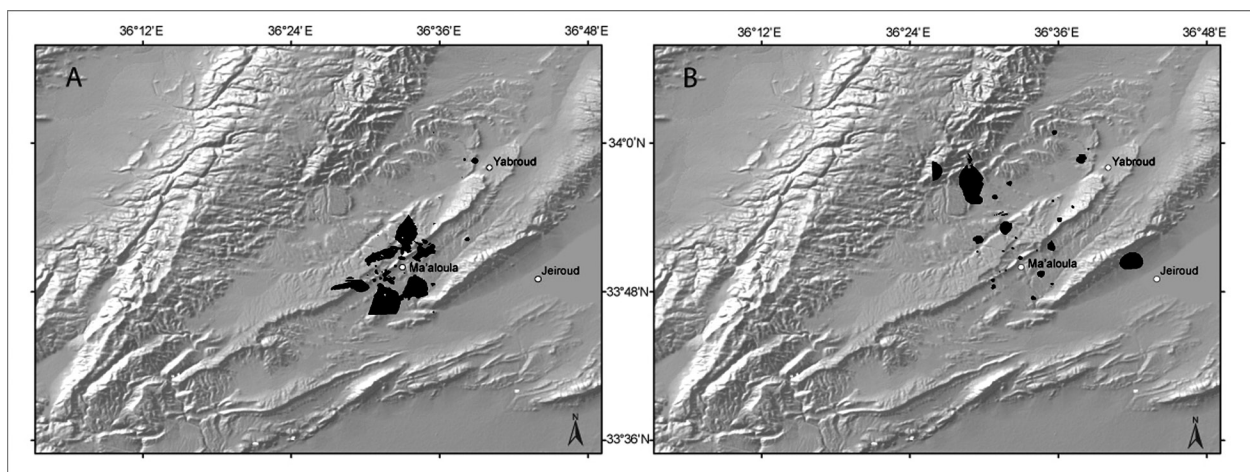 36°12'E 36°24'E 36°36'E 36°48'E 36°12'E 36°24'E 36°36'E 36°48'E
A B
34°0'N
Yabroud Yabroud
Ma'aloula Jeiroud Ma'aloula Jeiroud
33°48'N
N N
33°36'N